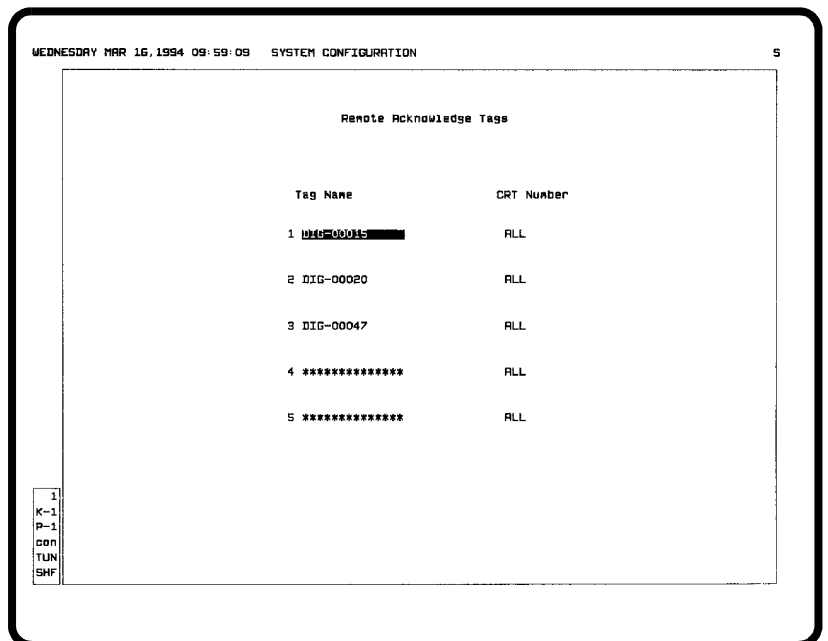 WEDNESDAY MAR 16,1994 09:59:09 SYSTEM CONFIGURATION S
Remote Acknowledge Tags
Tag Name CRT Number
1 DIG-00015 ALL
2 DIG-00020 ALL
3 DIG-00047 ALL
4 ************** ALL
5 ************** ALL
1
K-1
P-1
con
TUN
SHF